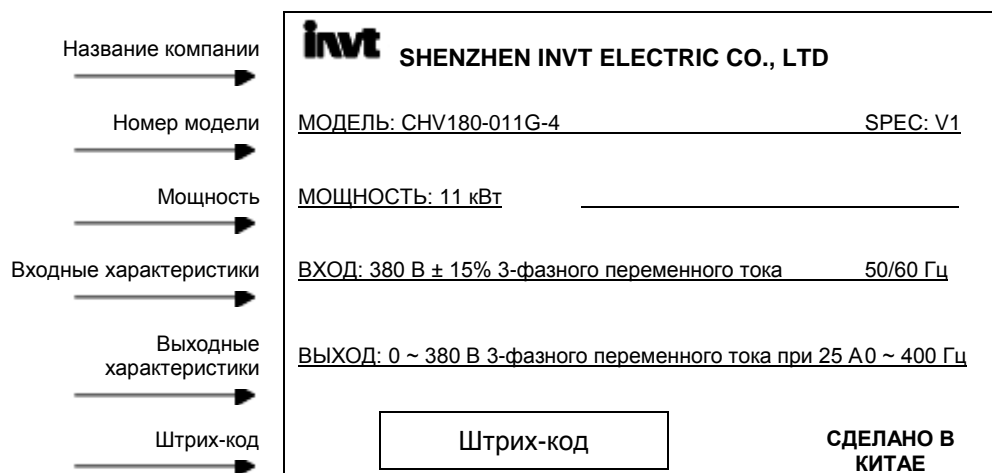 Название компании
invt SHENZHEN INVT ELECTRIC CO., LTD
Номер модели
МОДЕЛЬ: CHV180-011G-4 SPEC: V1
Мощность
МОЩНОСТЬ: 11 кВт
Входные характеристики
ВХОД: 380 В ± 15% 3-фазного переменного тока 50/60 Гц
Выходные
характеристики
ВЫХОД: 0 ~ 380 В 3-фазного переменного тока при 25 А 0 ~ 400 Гц
Штрих-код
Штрих-код
СДЕЛАНО В
КИТАЕ